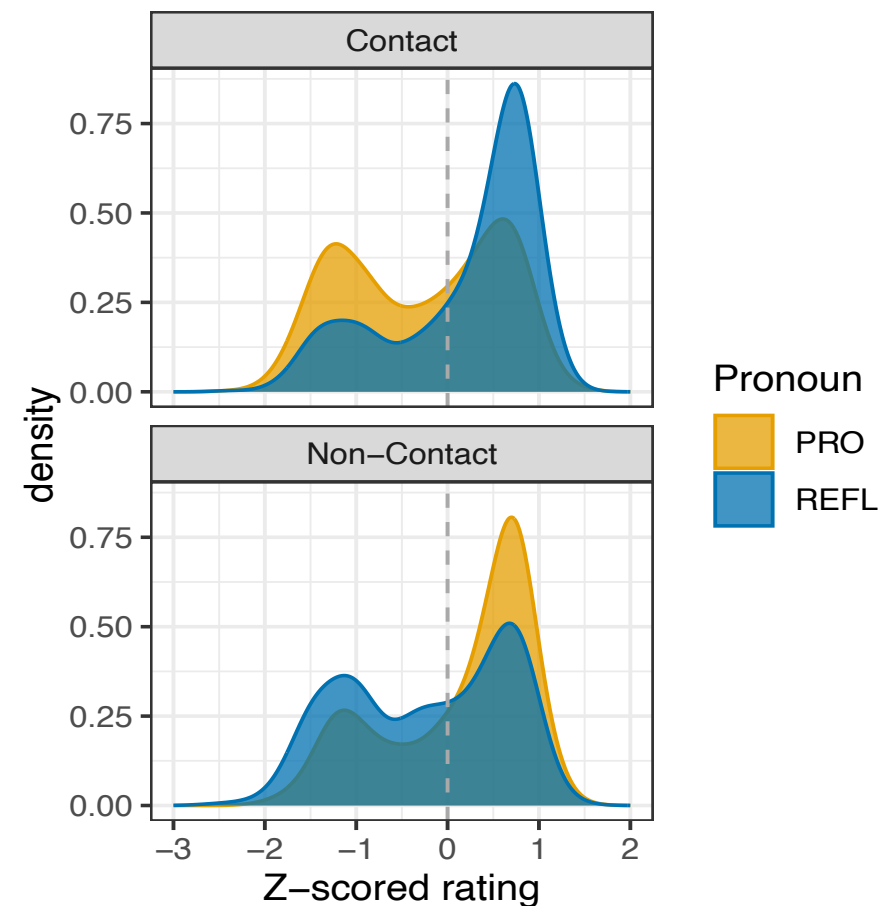 Contact
0.75
0.50
0.25
0.00
Non−Contact
0.75
0.50
0.25
0.00
−3 −2 −1 0 1 2
Z−scored rating
density
Pronoun
PRO
REFL